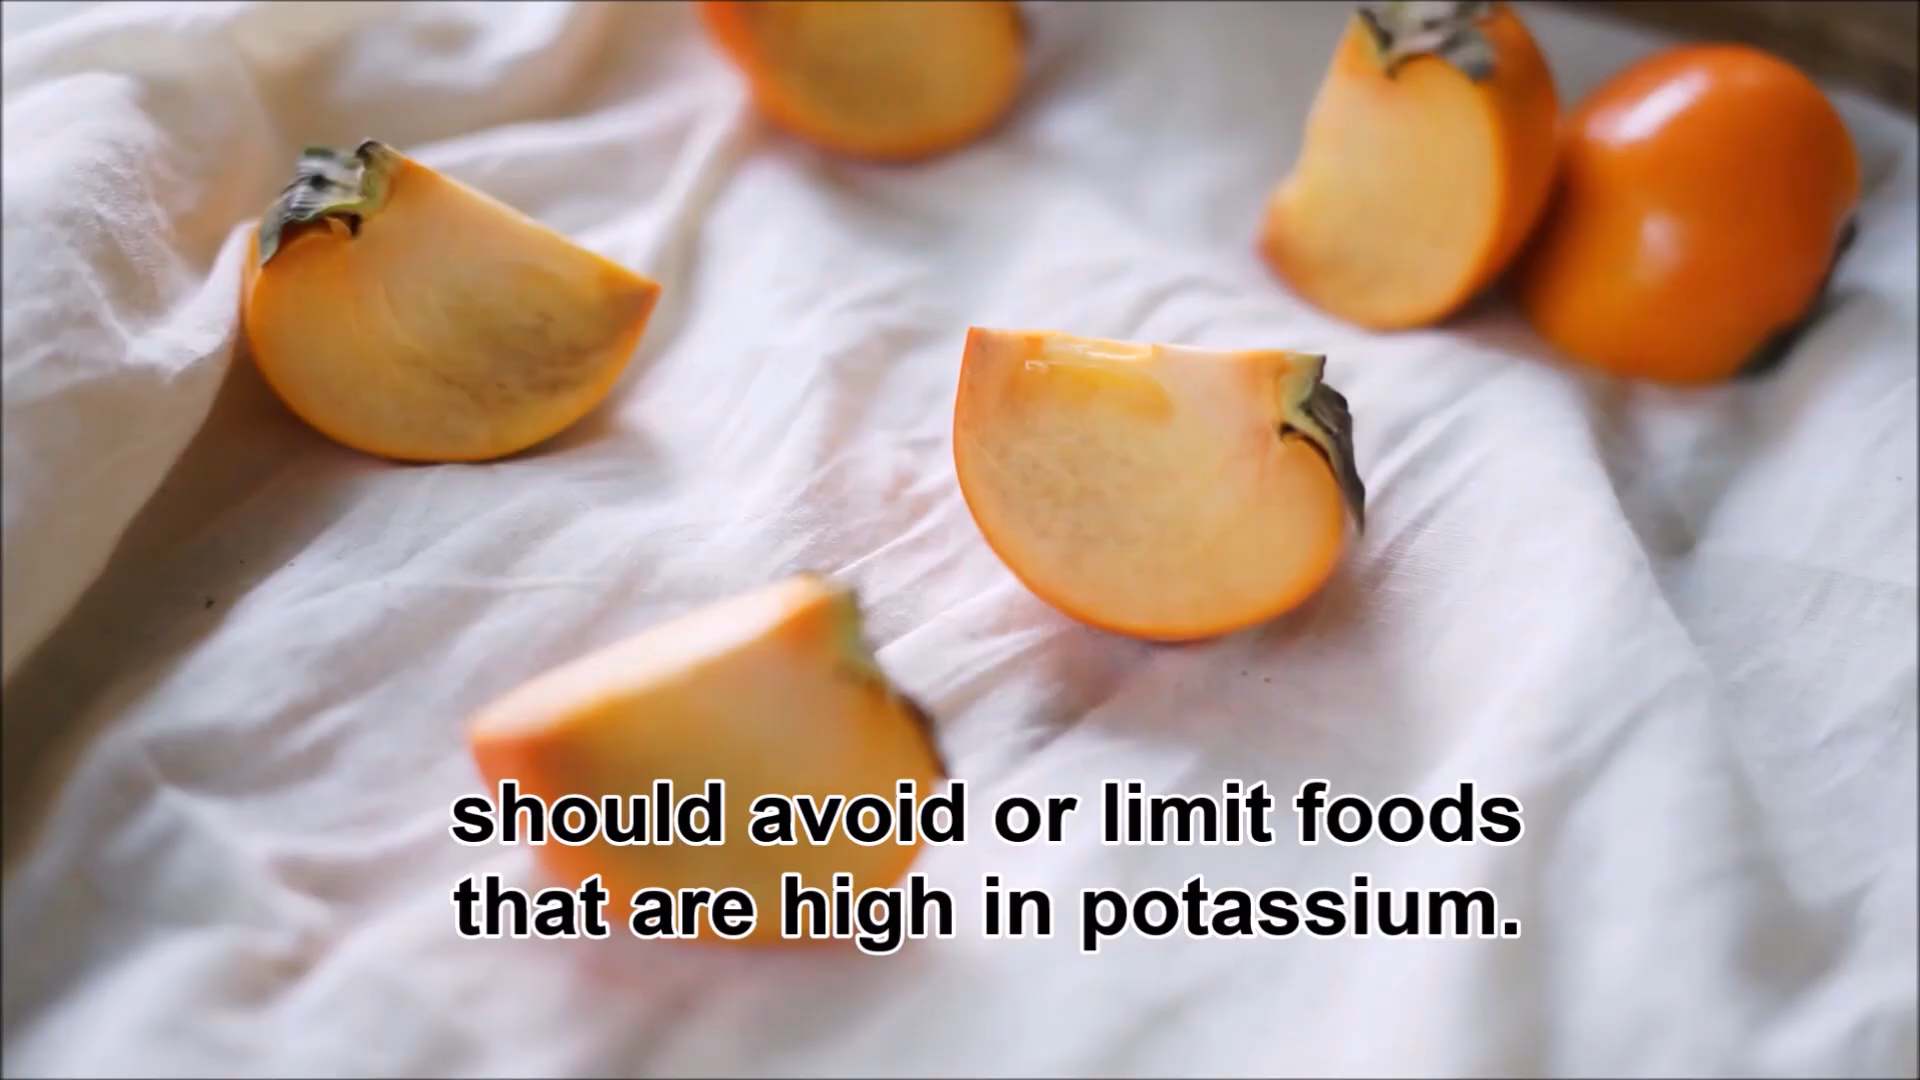 should avoid or limit foods
that are high in potassium.